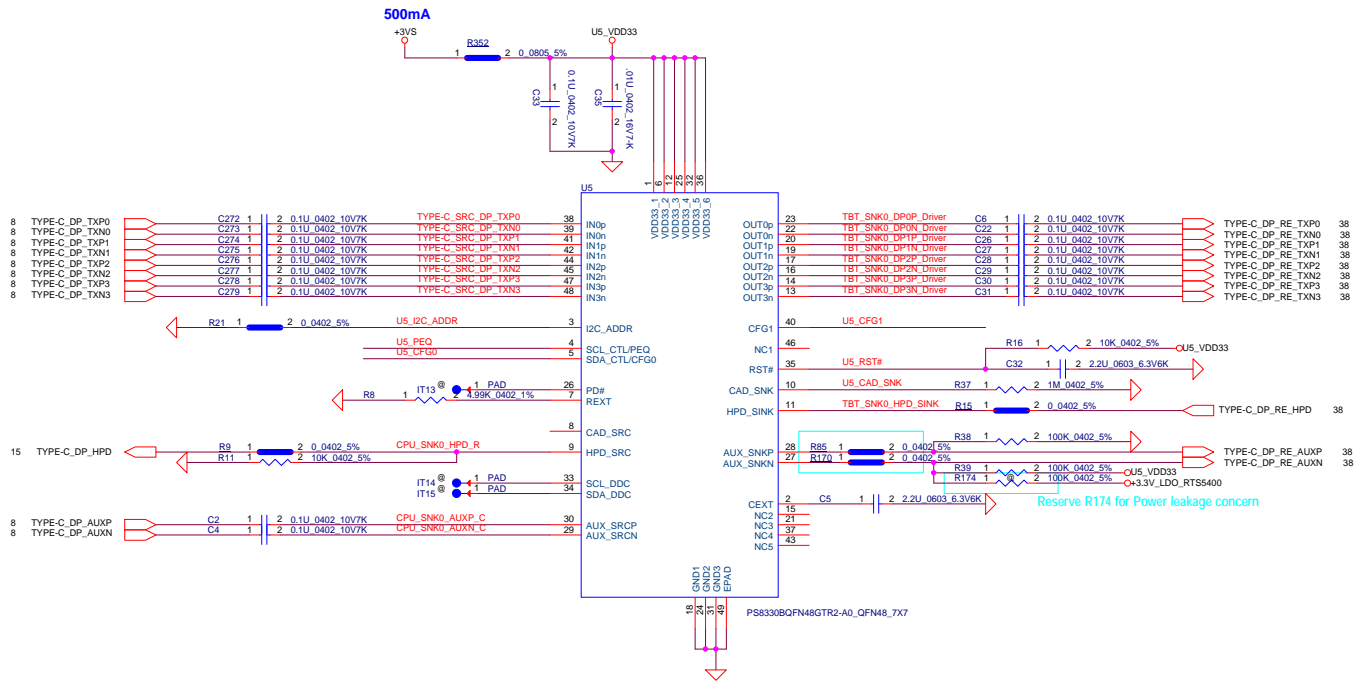 500mA
+3VS
R352
1 2 0_0805_5%
U5_VDD33
C33 1 2 0.1U_0402_10V7K
C35 1 2 .01U_0402_16V7-K
1 6 12 25 32 36
VDD33_1 VDD33_2 VDD33_3 VDD33_4 VDD33_5 VDD33_6
U5
8 TYPE-C_DP_TXP0 C272 1 2 0.1U_0402_10V7K TYPE-C_SRC_DP_TXP0 38 IN0p
8 TYPE-C_DP_TXN0 C273 1 2 0.1U_0402_10V7K TYPE-C_SRC_DP_TXN0 39 IN0n
8 TYPE-C_DP_TXP1 C274 1 2 0.1U_0402_10V7K TYPE-C_SRC_DP_TXP1 41 IN1p
8 TYPE-C_DP_TXN1 C275 1 2 0.1U_0402_10V7K TYPE-C_SRC_DP_TXN1 42 IN1n
8 TYPE-C_DP_TXP2 C276 1 2 0.1U_0402_10V7K TYPE-C_SRC_DP_TXP2 44 IN2p
8 TYPE-C_DP_TXN2 C277 1 2 0.1U_0402_10V7K TYPE-C_SRC_DP_TXN2 45 IN2n
8 TYPE-C_DP_TXP3 C278 1 2 0.1U_0402_10V7K TYPE-C_SRC_DP_TXP3 47 IN3p
8 TYPE-C_DP_TXN3 C279 1 2 0.1U_0402_10V7K TYPE-C_SRC_DP_TXN3 48 IN3n
R21 1 2 0_0402_5% U5_I2C_ADDR 3 I2C_ADDR
U5_PEQ 4 SCL_CTL/PEQ
U5_CFG0 5 SDA_CTL/CFG0
IT13 @ 1 PAD 26 PD#
R8 1 2 4.99K_0402_1% 7 REXT
8 CAD_SRC
15 TYPE-C_DP_HPD R9 1 2 0_0402_5% CPU_SNK0_HPD_R 9 HPD_SRC
R11 1 2 10K_0402_5%
IT14 @ 1 PAD 33 SCL_DDC
IT15 @ 1 PAD 34 SDA_DDC
8 TYPE-C_DP_AUXP C2 1 2 0.1U_0402_10V7K CPU_SNK0_AUXP_C 30 AUX_SRCP
8 TYPE-C_DP_AUXN C4 1 2 0.1U_0402_10V7K CPU_SNK0_AUXN_C 29 AUX_SRCN
OUT0p 23 TBT_SNK0_DP0P_Driver C6 1 2 0.1U_0402_10V7K TYPE-C_DP_RE_TXP0 38
OUT0n 22 TBT_SNK0_DP0N_Driver C22 1 2 0.1U_0402_10V7K TYPE-C_DP_RE_TXN0 38
OUT1p 20 TBT_SNK0_DP1P_Driver C26 1 2 0.1U_0402_10V7K TYPE-C_DP_RE_TXP1 38
OUT1n 19 TBT_SNK0_DP1N_Driver C27 1 2 0.1U_0402_10V7K TYPE-C_DP_RE_TXN1 38
OUT2p 17 TBT_SNK0_DP2P_Driver C28 1 2 0.1U_0402_10V7K TYPE-C_DP_RE_TXP2 38
OUT2n 16 TBT_SNK0_DP2N_Driver C29 1 2 0.1U_0402_10V7K TYPE-C_DP_RE_TXN2 38
OUT3p 14 TBT_SNK0_DP3P_Driver C30 1 2 0.1U_0402_10V7K TYPE-C_DP_RE_TXP3 38
OUT3n 13 TBT_SNK0_DP3N_Driver C31 1 2 0.1U_0402_10V7K TYPE-C_DP_RE_TXN3 38
CFG1 40 U5_CFG1
NC1 46 R16 1 2 10K_0402_5% U5_VDD33
RST# 35 U5_RST# C32 1 2 2.2U_0603_6.3V6K
CAD_SNK 10 U5_CAD_SNK R37 1 2 1M_0402_5%
HPD_SINK 11 TBT_SNK0_HPD_SINK R15 1 2 0_0402_5% TYPE-C_DP_RE_HPD 38
R38 1 2 100K_0402_5%
AUX_SNKP 28 R85 1 2 0_0402_5% TYPE-C_DP_RE_AUXP 38
AUX_SNKN 27 R170 1 2 0_0402_5% TYPE-C_DP_RE_AUXN 38
R39 1 2 100K_0402_5% U5_VDD33
R174 1 @ 2 100K_0402_5% +3.3V_LDO_RTS5400
Reserve R174 for Power leakage concern
CEXT 2 C5 1 2 2.2U_0603_6.3V6K
NC2 15
NC3 21
NC4 37
NC5 43
GND1 GND2 GND3 EPAD
18 24 31 49
PS8330BQFN48GTR2-A0_QFN48_7X7